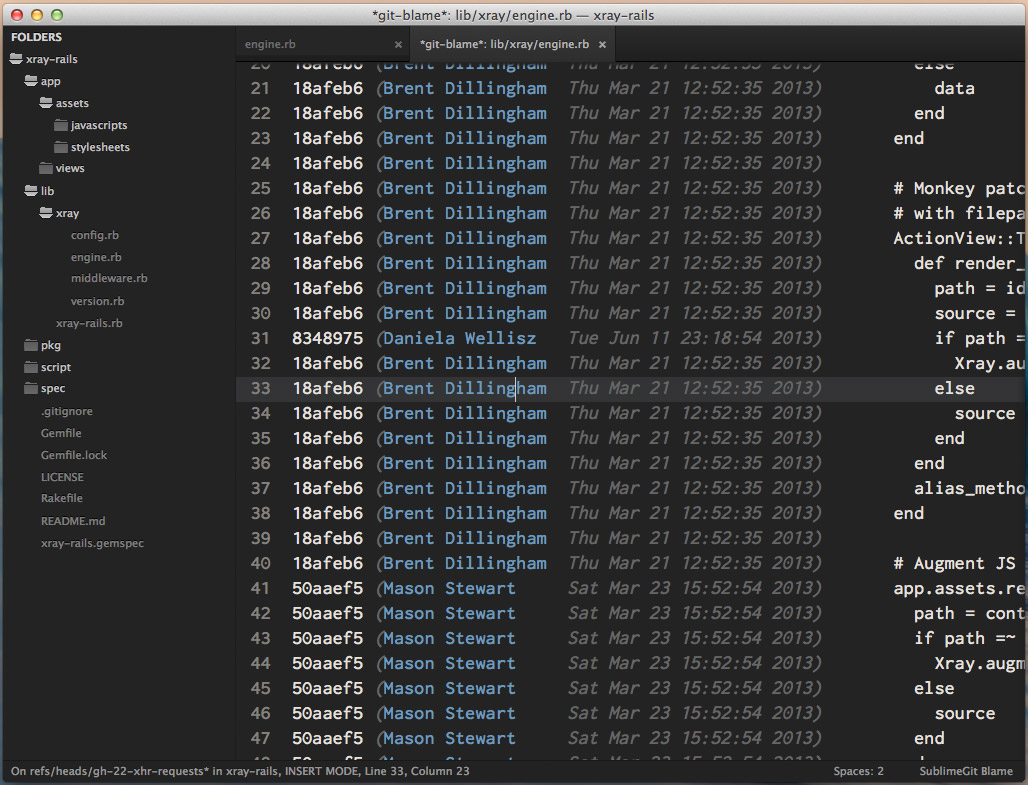 *git-blame*: lib/xray/engine.rb — xray-rails
FOLDERS
xray-rails
app
assets
javascripts
stylesheets
views
lib
xray
config.rb
engine.rb
middleware.rb
version.rb
xray-rails.rb
pkg
script
spec
.gitignore
Gemfile
Gemfile.lock
LICENSE
Rakefile
README.md
xray-rails.gemspec
engine.rb × *git-blame*: lib/xray/engine.rb ×
20 18afeb6 (Brent Dillingham else
21 18afeb6 (Brent Dillingham Thu Mar 21 12:52:35 2013) data
22 18afeb6 (Brent Dillingham Thu Mar 21 12:52:35 2013) end
23 18afeb6 (Brent Dillingham Thu Mar 21 12:52:35 2013) end
24 18afeb6 (Brent Dillingham Thu Mar 21 12:52:35 2013)
25 18afeb6 (Brent Dillingham Thu Mar 21 12:52:35 2013) # Monkey patc
26 18afeb6 (Brent Dillingham Thu Mar 21 12:52:35 2013) # with filepa
27 18afeb6 (Brent Dillingham Thu Mar 21 12:52:35 2013) ActionView::T
28 18afeb6 (Brent Dillingham Thu Mar 21 12:52:35 2013) def render_
29 18afeb6 (Brent Dillingham Thu Mar 21 12:52:35 2013) path = id
30 18afeb6 (Brent Dillingham Thu Mar 21 12:52:35 2013) source =
31 8348975 (Daniela Wellisz Tue Jun 11 23:18:54 2013) if path =
32 18afeb6 (Brent Dillingham Thu Mar 21 12:52:35 2013) Xray.au
33 18afeb6 (Brent Dillingham Thu Mar 21 12:52:35 2013) else
34 18afeb6 (Brent Dillingham Thu Mar 21 12:52:35 2013) source
35 18afeb6 (Brent Dillingham Thu Mar 21 12:52:35 2013) end
36 18afeb6 (Brent Dillingham Thu Mar 21 12:52:35 2013) end
37 18afeb6 (Brent Dillingham Thu Mar 21 12:52:35 2013) alias_metho
38 18afeb6 (Brent Dillingham Thu Mar 21 12:52:35 2013) end
39 18afeb6 (Brent Dillingham Thu Mar 21 12:52:35 2013)
40 18afeb6 (Brent Dillingham Thu Mar 21 12:52:35 2013) # Augment JS
41 50aaef5 (Mason Stewart Sat Mar 23 15:52:54 2013) app.assets.re
42 50aaef5 (Mason Stewart Sat Mar 23 15:52:54 2013) path = cont
43 50aaef5 (Mason Stewart Sat Mar 23 15:52:54 2013) if path =~
44 50aaef5 (Mason Stewart Sat Mar 23 15:52:54 2013) Xray.augm
45 50aaef5 (Mason Stewart Sat Mar 23 15:52:54 2013) else
46 50aaef5 (Mason Stewart Sat Mar 23 15:52:54 2013) source
47 50aaef5 (Mason Stewart Sat Mar 23 15:52:54 2013) end
On refs/heads/gh-22-xhr-requests* in xray-rails, INSERT MODE, Line 33, Column 23 Spaces: 2 SublimeGit Blame